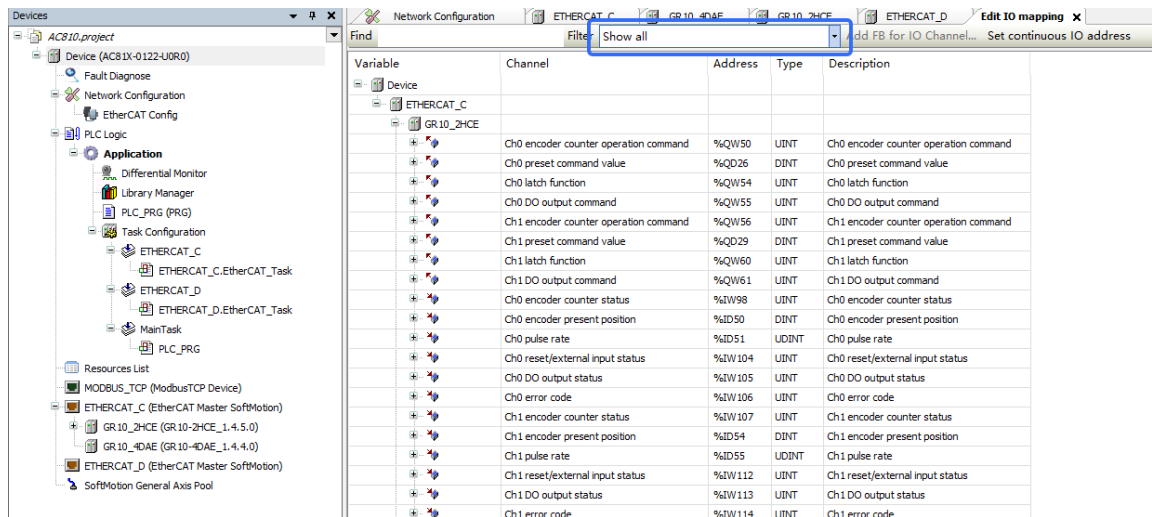 Devices
AC810.project
Device (AC81X-0122-U0R0)
Fault Diagnose
Network Configuration
EtherCAT Config
PLC Logic
Application
Differential Monitor
Library Manager
PLC_PRG (PRG)
Task Configuration
ETHERCAT_C
ETHERCAT_C.EtherCAT_Task
ETHERCAT_D
ETHERCAT_D.EtherCAT_Task
MainTask
PLC_PRG
Resources List
MODBUS_TCP (ModbusTCP Device)
ETHERCAT_C (EtherCAT Master SoftMotion)
GR10_2HCE (GR10-2HCE_1.4.5.0)
GR10_4DAE (GR10-4DAE_1.4.4.0)
ETHERCAT_D (EtherCAT Master SoftMotion)
SoftMotion General Axis Pool
Network Configuration ETHERCAT_C GR10_4DAE GR10_2HCE ETHERCAT_D Edit IO mapping
Find Filter Show all Add FB for IO Channel... Set continuous IO address
Variable Channel Address Type Description
Device
ETHERCAT_C
GR10_2HCE
Ch0 encoder counter operation command %QW50 UINT Ch0 encoder counter operation command
Ch0 preset command value %QD26 DINT Ch0 preset command value
Ch0 latch function %QW54 UINT Ch0 latch function
Ch0 DO output command %QW55 UINT Ch0 DO output command
Ch1 encoder counter operation command %QW56 UINT Ch1 encoder counter operation command
Ch1 preset command value %QD29 DINT Ch1 preset command value
Ch1 latch function %QW60 UINT Ch1 latch function
Ch1 DO output command %QW61 UINT Ch1 DO output command
Ch0 encoder counter status %IW98 UINT Ch0 encoder counter status
Ch0 encoder present position %ID50 DINT Ch0 encoder present position
Ch0 pulse rate %ID51 UDINT Ch0 pulse rate
Ch0 reset/external input status %IW104 UINT Ch0 reset/external input status
Ch0 DO output status %IW105 UINT Ch0 DO output status
Ch0 error code %IW106 UINT Ch0 error code
Ch1 encoder counter status %IW107 UINT Ch1 encoder counter status
Ch1 encoder present position %ID54 DINT Ch1 encoder present position
Ch1 pulse rate %ID55 UDINT Ch1 pulse rate
Ch1 reset/external input status %IW112 UINT Ch1 reset/external input status
Ch1 DO output status %IW113 UINT Ch1 DO output status
Ch1 error code %IW114 UINT Ch1 error code